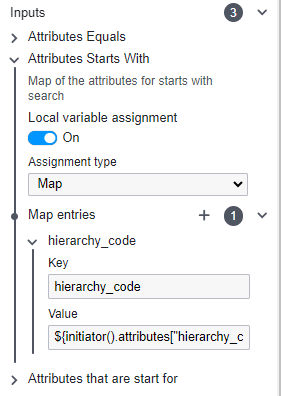 Inputs 3
Attributes Equals
Attributes Starts With
Map of the attributes for starts with
search
Local variable assignment
On
Assignment type
Map
Map entries + 1
hierarchy_code
Key
hierarchy_code
Value
${initiator().attributes["hierarchy_c
Attributes that are start for